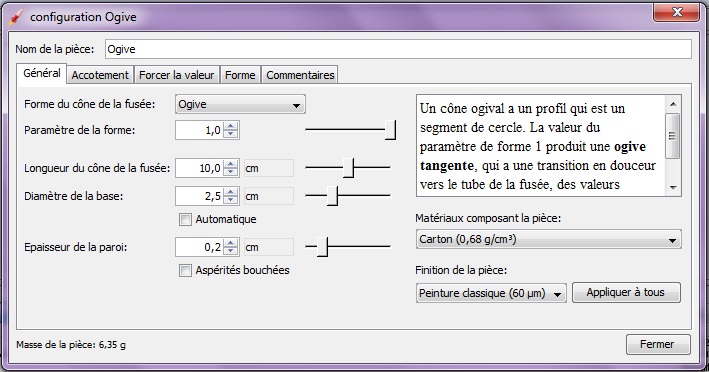 configuration Ogive
Nom de la pièce: Ogive
Général Accotement Forcer la valeur Forme Commentaires
Forme du cône de la fusée: Ogive
Paramètre de la forme: 1,0
Longueur du cône de la fusée: 10,0 cm
Diamètre de la base: 2,5 cm
Automatique
Epaisseur de la paroi: 0,2 cm
Aspérités bouchées
Un cône ogival a un profil qui est un
segment de cercle. La valeur du
paramètre de forme 1 produit une ogive
tangente, qui a une transition en douceur
vers le tube de la fusée, des valeurs
Matériaux composant la pièce:
Carton (0,68 g/cm³)
Finition de la pièce:
Peinture classique (60 µm) Appliquer à tous
Masse de la pièce: 6,35 g
Fermer